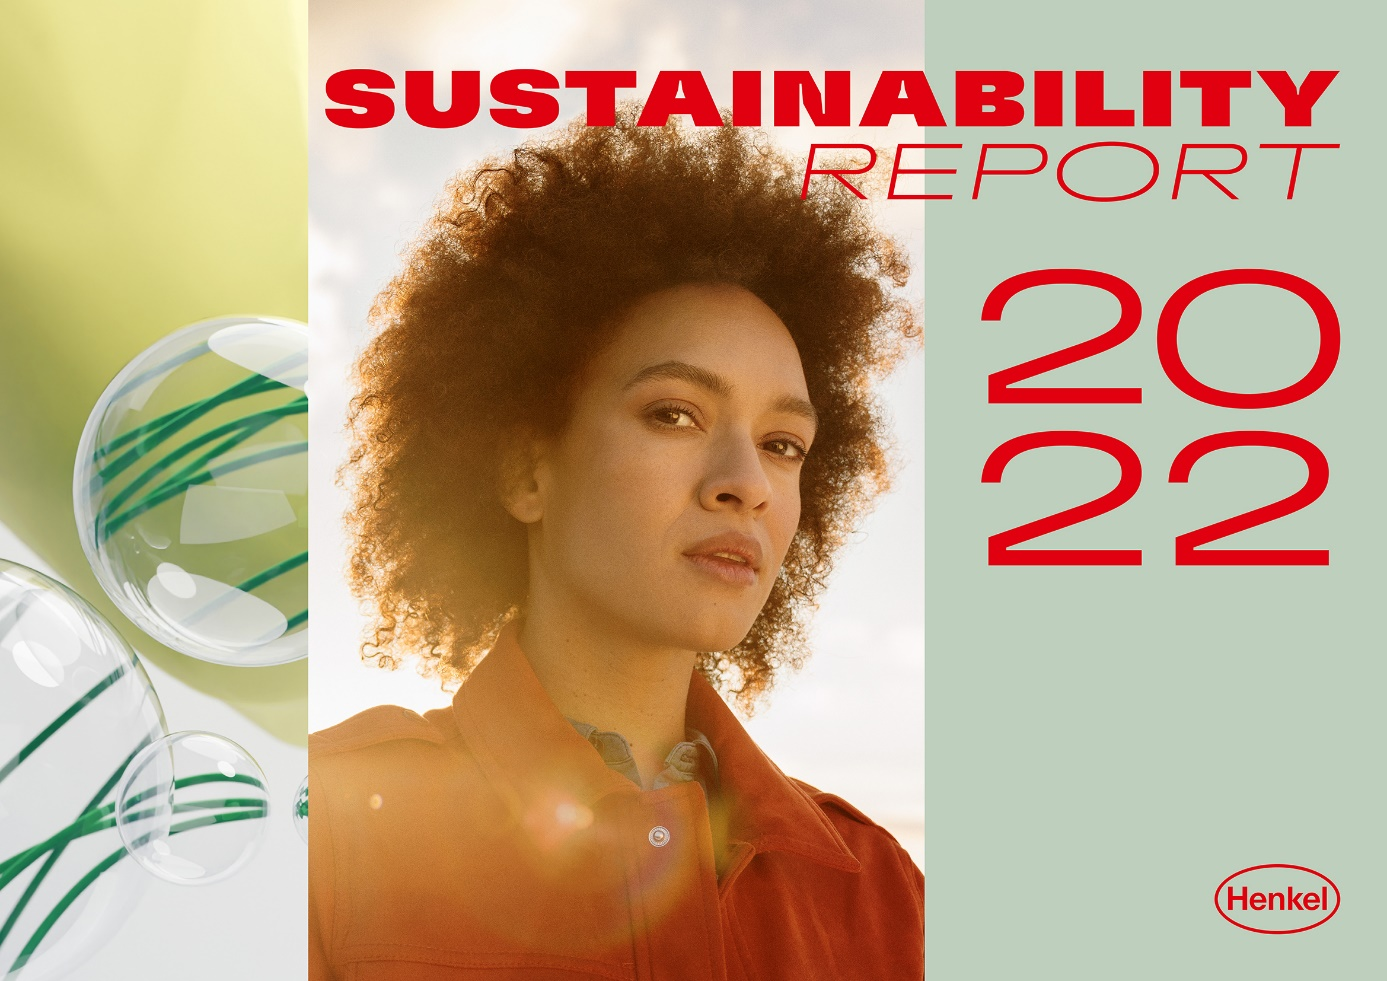 SUSTAINABILITY
REPORT
20
22
Henkel